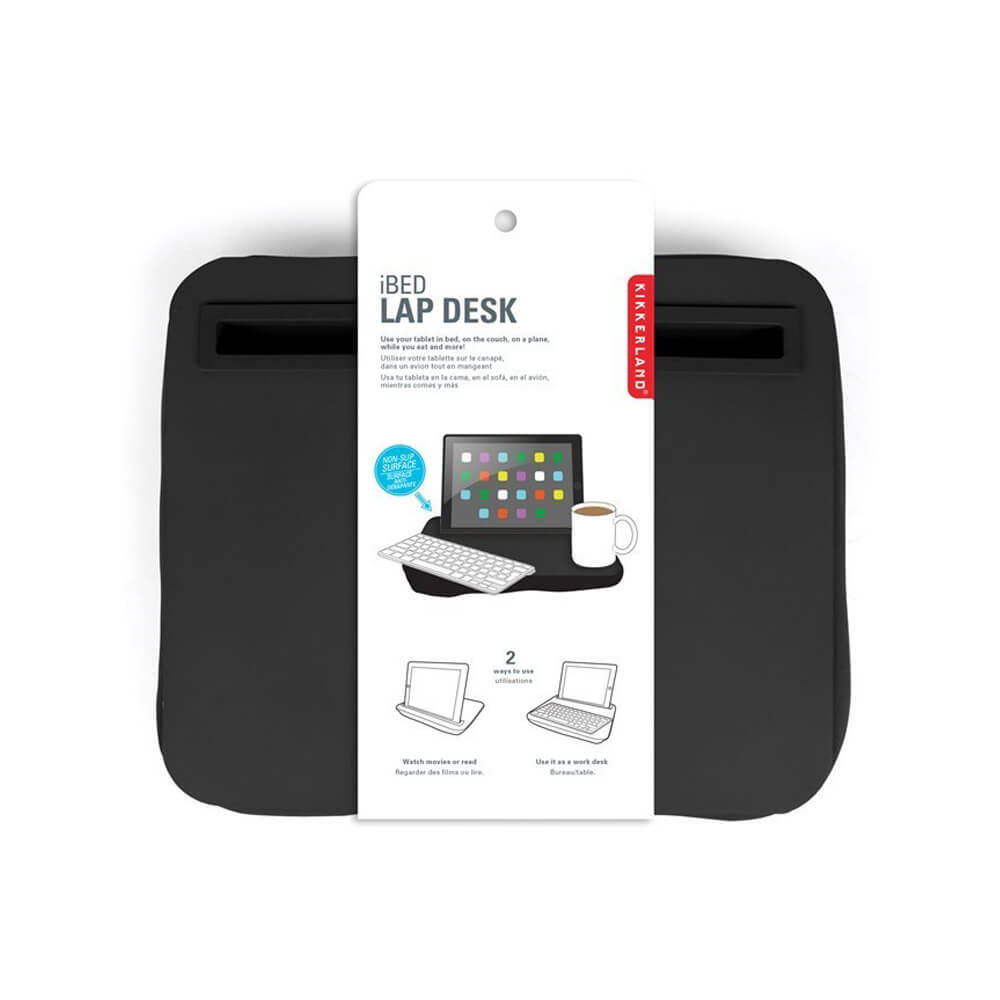 iBED
LAP DESK
KIKKERLAND®
Use your tablet in bed, on the couch, on a plane,
while you eat and more!
Utiliser votre tablette sur le canapé,
dans un avion tout en mangeant
Usa tu tableta en la cama, en el sofá, en el avión,
mientras comes y más
NON-SLIP
SURFACE
SURFACE
ANTI-
DÉRAPANTE
2
ways to use
utilisations
Watch movies or read
Regarder des films ou lire.
Use it as a work desk
Bureau/table.